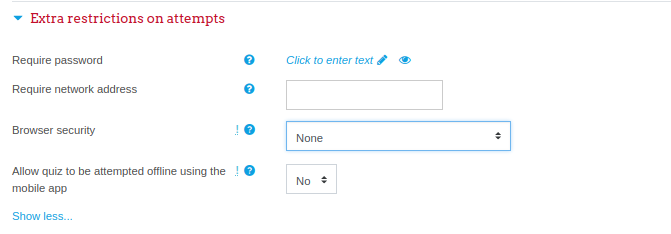 Extra restrictions on attempts
Require password
Click to enter text
Require network address
Browser security
!
None
Allow quiz to be attempted offline using the
mobile app
!
No
Show less...